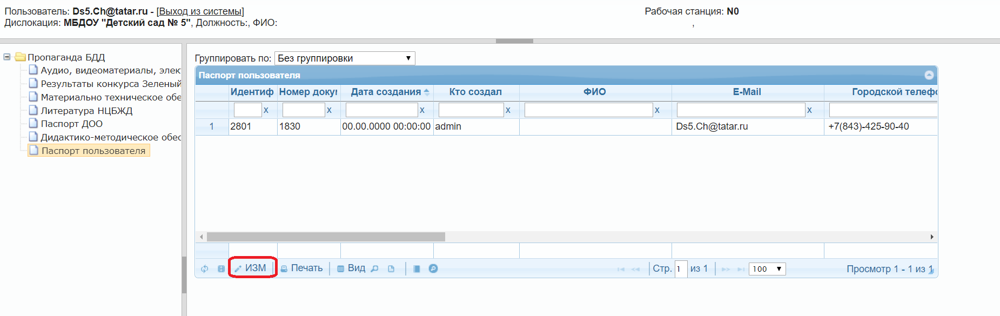 Пользователь: Ds5.Ch@tatar.ru - [Выход из системы]
Рабочая станция: N0
Дислокация: МБДОУ "Детский сад № 5", Должность:, ФИО:
,
Пропаганда БДД
Аудио, видеоматериалы, элек
Результаты конкурса Зеленый
Материально техническое обе
Литература НЦБЖД
Паспорт ДОО
Дидактико-методическое обес
Паспорт пользователя
Группировать по: Без группировки
Паспорт пользователя
Идентиф Номер докум Дата создания Кто создал ФИО E-Mail Городской телефо
x x x x x x
1 2801 1830 00.00.0000 00:00:00 admin Ds5.Ch@tatar.ru +7(843)-425-90-40
ИЗМ Печать Вид Стр. 1 из 1 100 Просмотр 1 - 1 из 1